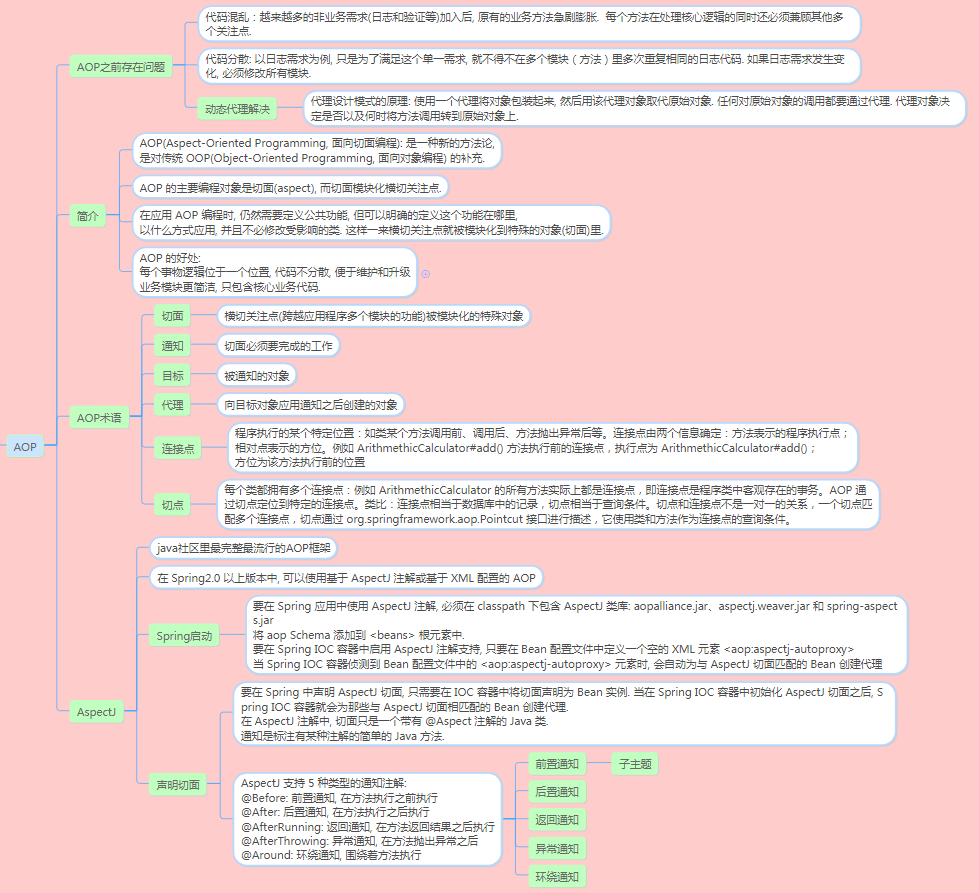 AOP
AOP之前存在问题
代码混乱：越来越多的非业务需求(日志和验证等)加入后, 原有的业务方法急剧膨胀. 每个方法在处理核心逻辑的同时还必须兼顾其他多
个关注点.
代码分散: 以日志需求为例, 只是为了满足这个单一需求, 就不得不在多个模块（方法）里多次重复相同的日志代码. 如果日志需求发生变
化, 必须修改所有模块.
动态代理解决
代理设计模式的原理: 使用一个代理将对象包装起来, 然后用该代理对象取代原始对象. 任何对原始对象的调用都要通过代理. 代理对象决
定是否以及何时将方法调用转到原始对象上.
简介
AOP(Aspect-Oriented Programming, 面向切面编程): 是一种新的方法论,
是对传统 OOP(Object-Oriented Programming, 面向对象编程) 的补充.
AOP 的主要编程对象是切面(aspect), 而切面模块化横切关注点.
在应用 AOP 编程时, 仍然需要定义公共功能, 但可以明确的定义这个功能在哪里,
以什么方式应用, 并且不必修改受影响的类. 这样一来横切关注点就被模块化到特殊的对象(切面)里.
AOP 的好处:
每个事物逻辑位于一个位置, 代码不分散, 便于维护和升级
业务模块更简洁, 只包含核心业务代码.
AOP术语
切面
横切关注点(跨越应用程序多个模块的功能)被模块化的特殊对象
通知
切面必须要完成的工作
目标
被通知的对象
代理
向目标对象应用通知之后创建的对象
连接点
程序执行的某个特定位置：如类某个方法调用前、调用后、方法抛出异常后等。连接点由两个信息确定：方法表示的程序执行点；
相对点表示的方位。例如 ArithmethicCalculator#add() 方法执行前的连接点，执行点为 ArithmethicCalculator#add()；
方位为该方法执行前的位置
切点
每个类都拥有多个连接点：例如 ArithmethicCalculator 的所有方法实际上都是连接点，即连接点是程序类中客观存在的事务。AOP 通
过切点定位到特定的连接点。类比：连接点相当于数据库中的记录，切点相当于查询条件。切点和连接点不是一对一的关系，一个切点匹
配多个连接点，切点通过 org.springframework.aop.Pointcut 接口进行描述，它使用类和方法作为连接点的查询条件。
AspectJ
java社区里最完整最流行的AOP框架
在 Spring2.0 以上版本中, 可以使用基于 AspectJ 注解或基于 XML 配置的 AOP
Spring启动
要在 Spring 应用中使用 AspectJ 注解, 必须在 classpath 下包含 AspectJ 类库: aopalliance.jar、aspectj.weaver.jar 和 spring-aspect
s.jar
将 aop Schema 添加到 <beans> 根元素中.
要在 Spring IOC 容器中启用 AspectJ 注解支持, 只要在 Bean 配置文件中定义一个空的 XML 元素 <aop:aspectj-autoproxy>
当 Spring IOC 容器侦测到 Bean 配置文件中的 <aop:aspectj-autoproxy> 元素时, 会自动为与 AspectJ 切面匹配的 Bean 创建代理
声明切面
要在 Spring 中声明 AspectJ 切面, 只需要在 IOC 容器中将切面声明为 Bean 实例. 当在 Spring IOC 容器中初始化 AspectJ 切面之后, S
pring IOC 容器就会为那些与 AspectJ 切面相匹配的 Bean 创建代理.
在 AspectJ 注解中, 切面只是一个带有 @Aspect 注解的 Java 类.
通知是标注有某种注解的简单的 Java 方法.
AspectJ 支持 5 种类型的通知注解:
@Before: 前置通知, 在方法执行之前执行
@After: 后置通知, 在方法执行之后执行
@AfterRunning: 返回通知, 在方法返回结果之后执行
@AfterThrowing: 异常通知, 在方法抛出异常之后
@Around: 环绕通知, 围绕着方法执行
前置通知
子主题
后置通知
返回通知
异常通知
环绕通知